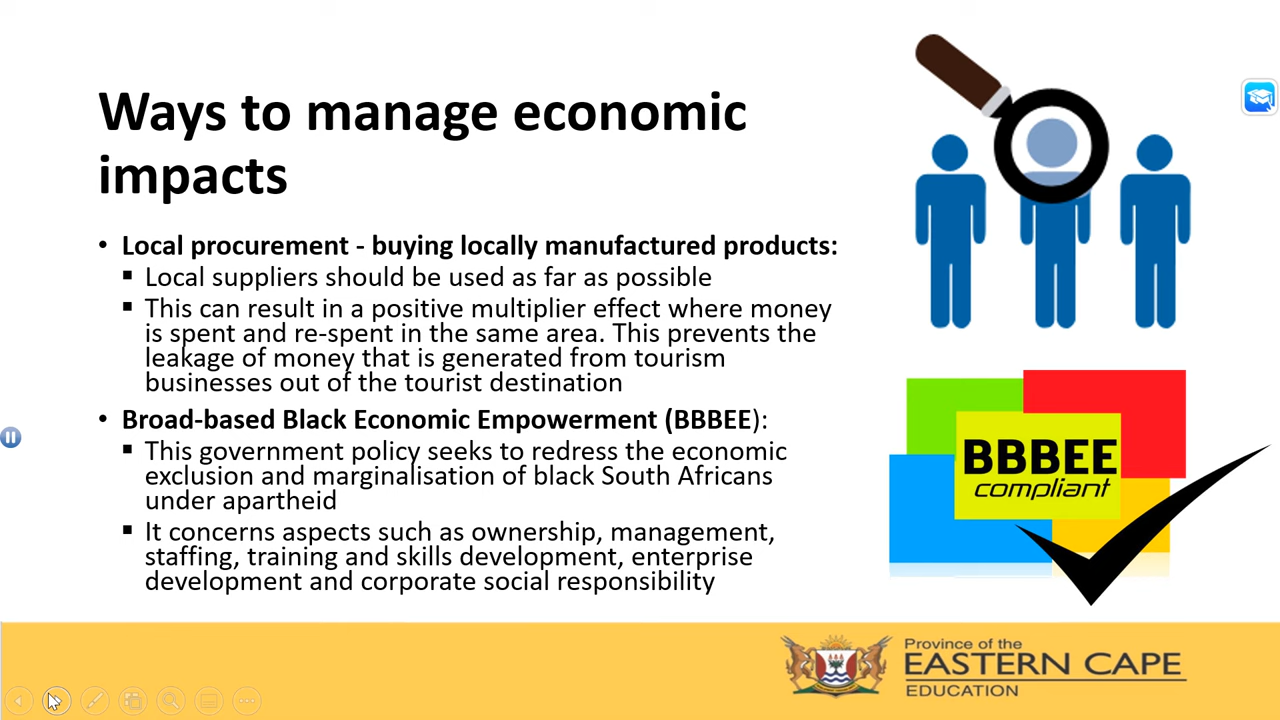 Ways to manage economic
impacts
• Local procurement - buying locally manufactured products:
▪ Local suppliers should be used as far as possible
▪ This can result in a positive multiplier effect where money
is spent and re-spent in the same area. This prevents the
leakage of money that is generated from tourism
businesses out of the tourist destination
• Broad-based Black Economic Empowerment (BBBEE):
▪ This government policy seeks to redress the economic
exclusion and marginalisation of black South Africans
under apartheid
▪ It concerns aspects such as ownership, management,
staffing, training and skills development, enterprise
development and corporate social responsibility
BBBEE
compliant
Province of the
EASTERN CAPE
EDUCATION